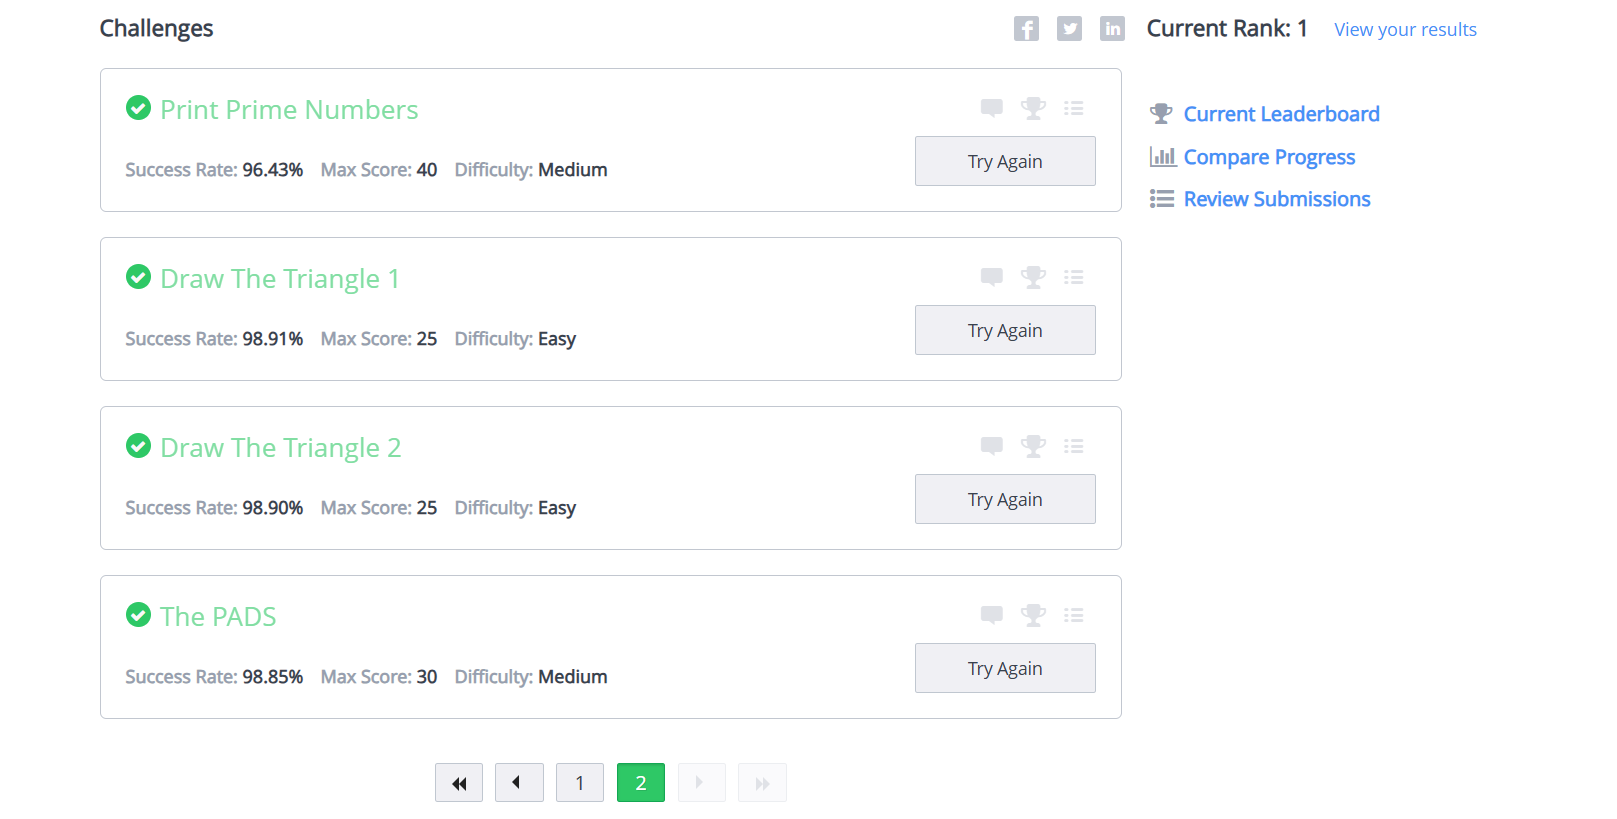 Challenges
Current Rank: 1 View your results
Print Prime Numbers
Success Rate: 96.43% Max Score: 40 Difficulty: Medium
Try Again
Current Leaderboard
Compare Progress
Review Submissions
Draw The Triangle 1
Success Rate: 98.91% Max Score: 25 Difficulty: Easy
Try Again
Draw The Triangle 2
Success Rate: 98.90% Max Score: 25 Difficulty: Easy
Try Again
The PADS
Success Rate: 98.85% Max Score: 30 Difficulty: Medium
Try Again
1 2